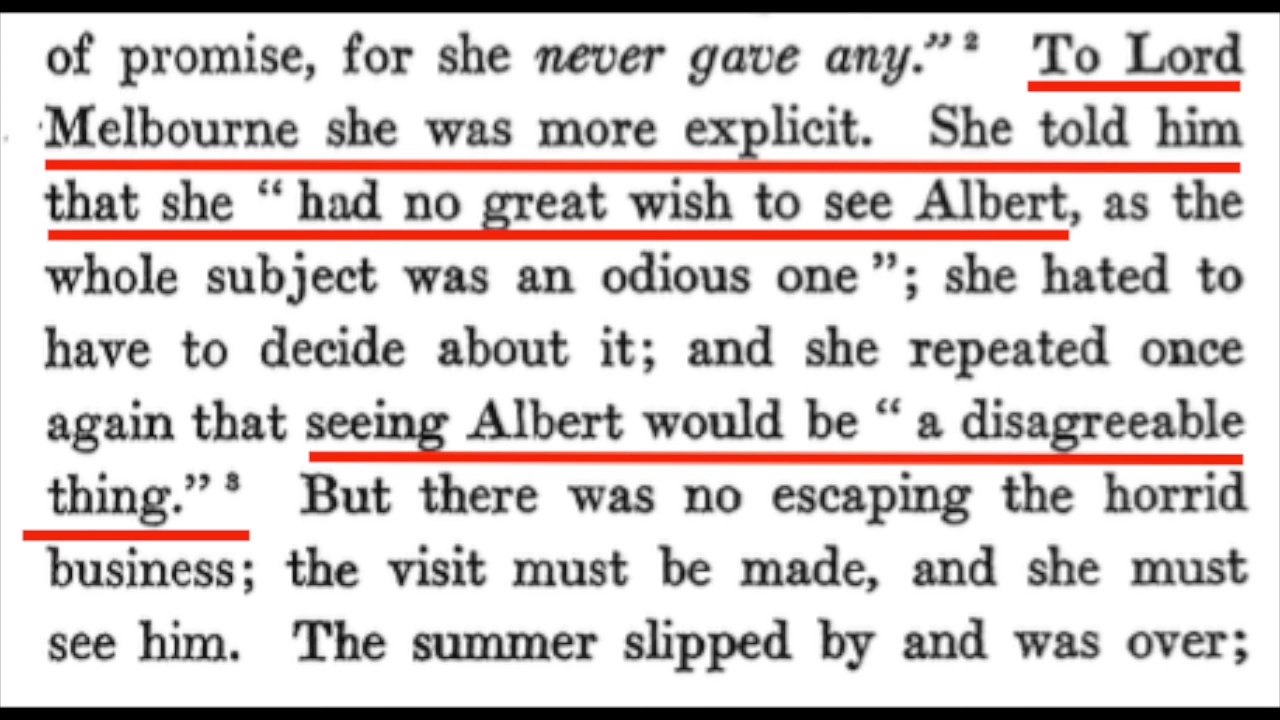 of promise, for she never gave any.” ² To Lord
Melbourne she was more explicit. She told him
that she “ had no great wish to see Albert, as the
whole subject was an odious one ”; she hated to
have to decide about it; and she repeated once
again that seeing Albert would be “ a disagreeable
thing.” ³ But there was no escaping the horrid
business; the visit must be made, and she must
see him. The summer slipped by and was over;